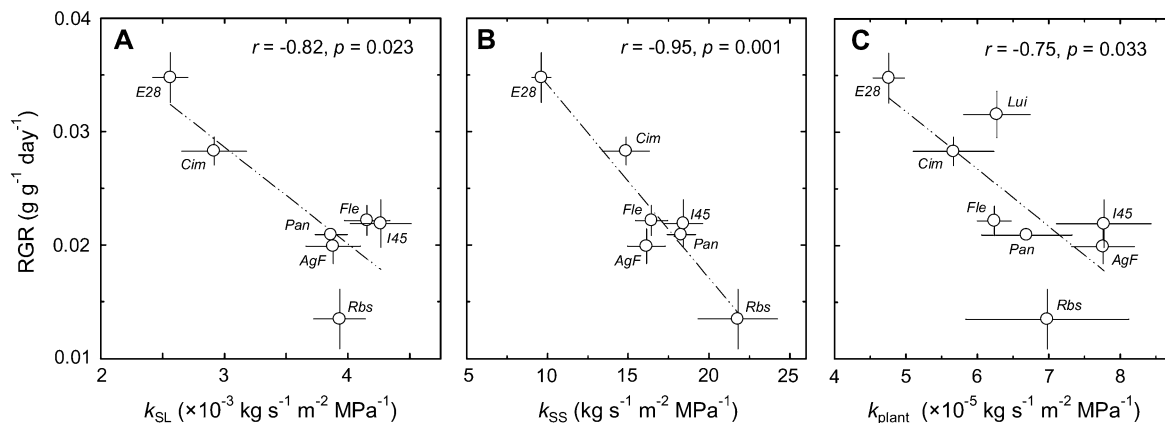 A
r = -0.82, p = 0.023
E28
Cim
Fle
Pan
I45
AgF
Rbs
B
r = -0.95, p = 0.001
E28
Cim
Fle
I45
Pan
AgF
Rbs
C
r = -0.75, p = 0.033
E28
Lui
Cim
Fle
I45
Pan
AgF
Rbs
0.04
0.03
0.02
0.01
RGR (g g⁻¹ day⁻¹)
2 3 4
5 10 15 20 25
4 5 6 7 8
k_SL (×10⁻³ kg s⁻¹ m⁻² MPa⁻¹)
k_SS (kg s⁻¹ m⁻² MPa⁻¹)
k_plant (×10⁻⁵ kg s⁻¹ m⁻² MPa⁻¹)